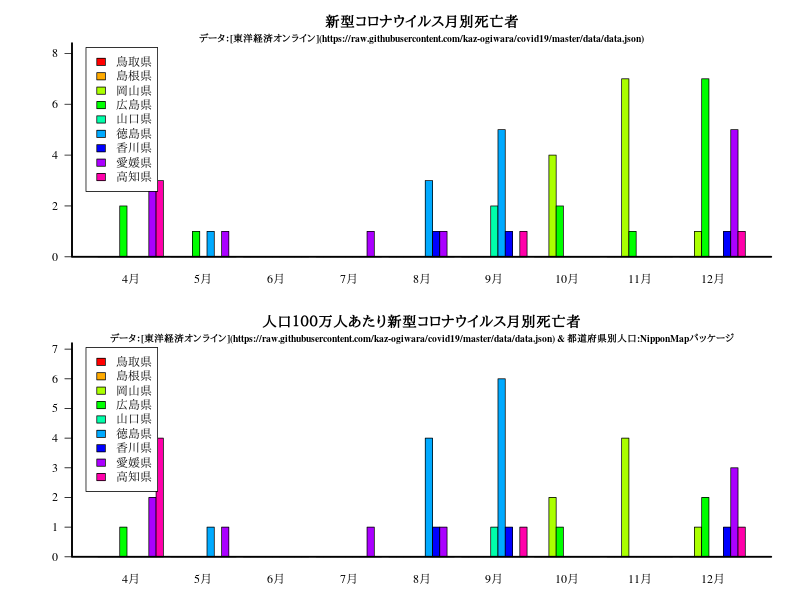 新型コロナウイルス月別死亡者
データ:[東洋経済オンライン](https://raw.githubusercontent.com/kaz-ogiwara/covid19/master/data/data.json)
8
6
4
2
0
鳥取県
島根県
岡山県
広島県
山口県
徳島県
香川県
愛媛県
高知県
4月 5月 6月 7月 8月 9月 10月 11月 12月
人口100万人あたり新型コロナウイルス月別死亡者
データ:[東洋経済オンライン](https://raw.githubusercontent.com/kaz-ogiwara/covid19/master/data/data.json) & 都道府県別人口:NipponMapパッケージ
7
6
5
4
3
2
1
0
鳥取県
島根県
岡山県
広島県
山口県
徳島県
香川県
愛媛県
高知県
4月 5月 6月 7月 8月 9月 10月 11月 12月